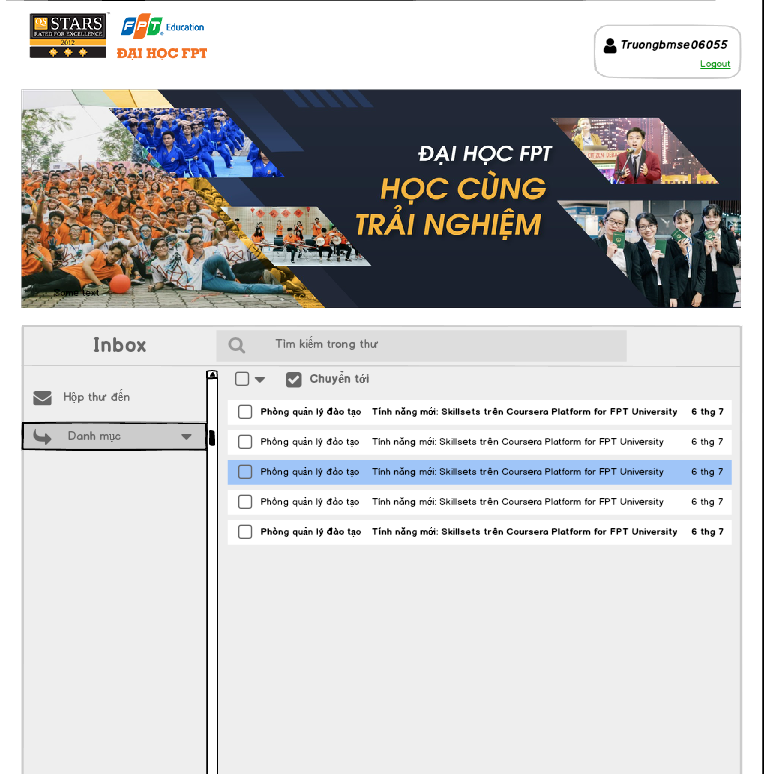 QS STARS
RATED FOR EXCELLENCE
2012
FPT Education
ĐẠI HỌC FPT
Truongbmse06055
Logout
ĐẠI HỌC FPT
HỌC CÙNG
TRẢI NGHIỆM
Some text
Inbox
Tìm kiếm trong thư
Hộp thư đến
Chuyển tới
Danh mục
Phòng quản lý đào tạo Tính năng mới: Skillsets trên Coursera Platform for FPT University 6 thg 7
Phòng quản lý đào tạo Tính năng mới: Skillsets trên Coursera Platform for FPT University 6 thg 7
Phòng quản lý đào tạo Tính năng mới: Skillsets trên Coursera Platform for FPT University 6 thg 7
Phòng quản lý đào tạo Tính năng mới: Skillsets trên Coursera Platform for FPT University 6 thg 7
Phòng quản lý đào tạo Tính năng mới: Skillsets trên Coursera Platform for FPT University 6 thg 7